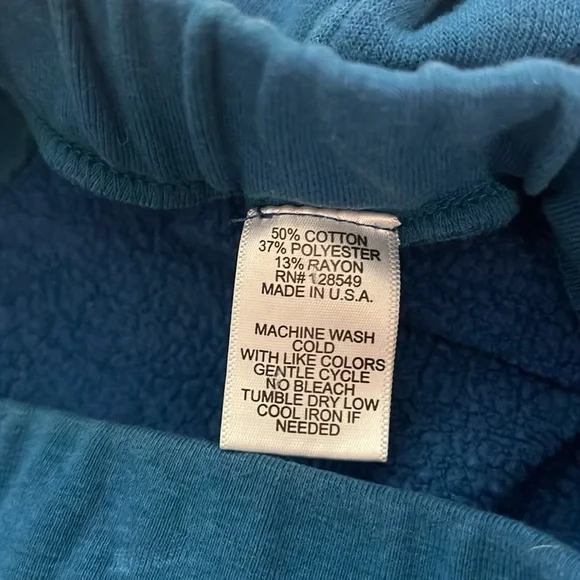 50% COTTON
37% POLYESTER
13% RAYON
RN# 128549
MADE IN U.S.A.
MACHINE WASH
COLD
WITH LIKE COLORS
GENTLE CYCLE
NO BLEACH
TUMBLE DRY LOW
COOL IRON IF
NEEDED